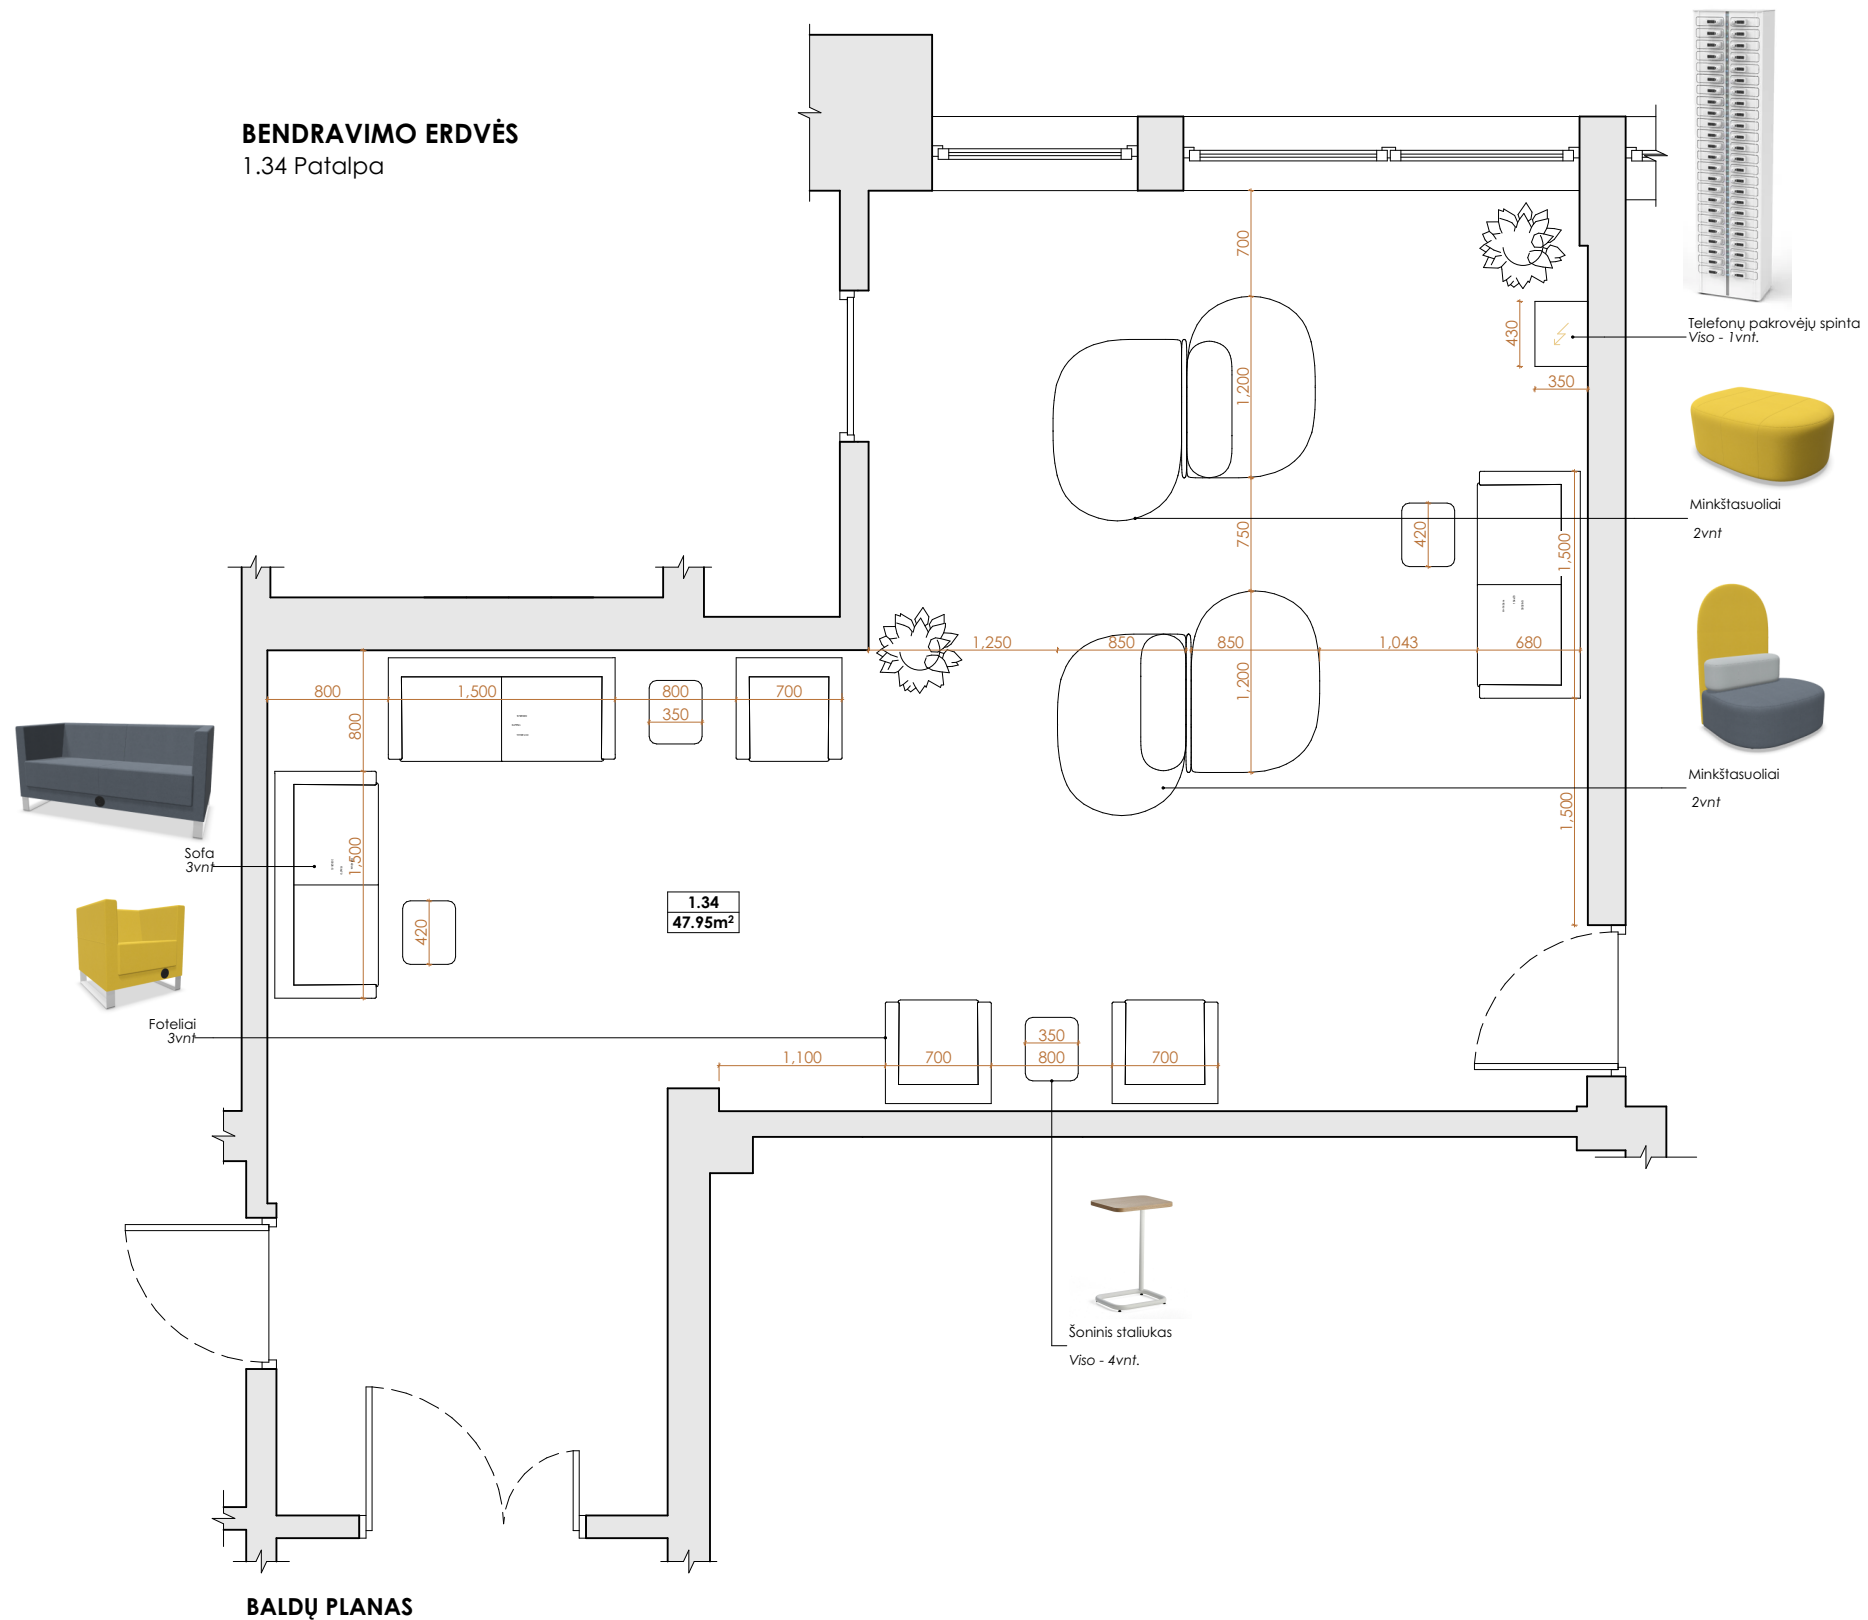 BENDRAVIMO ERDVĖS
1.34 Patalpa
700
430
Telefonų pakrovėjų spinta
Viso - 1vnt.
350
1,200
Minkštasuoliai
2vnt
750
420
1,500
1,250
850
850
1,043
680
1,200
800
1,500
800
700
350
800
Minkštasuoliai
2vnt
1,500
Sofa
3vnt
1,500
1.34
47.95m²
420
Foteliai
3vnt
1,100
700
350
800
700
Šoninis staliukas
Viso - 4vnt.
BALDŲ PLANAS